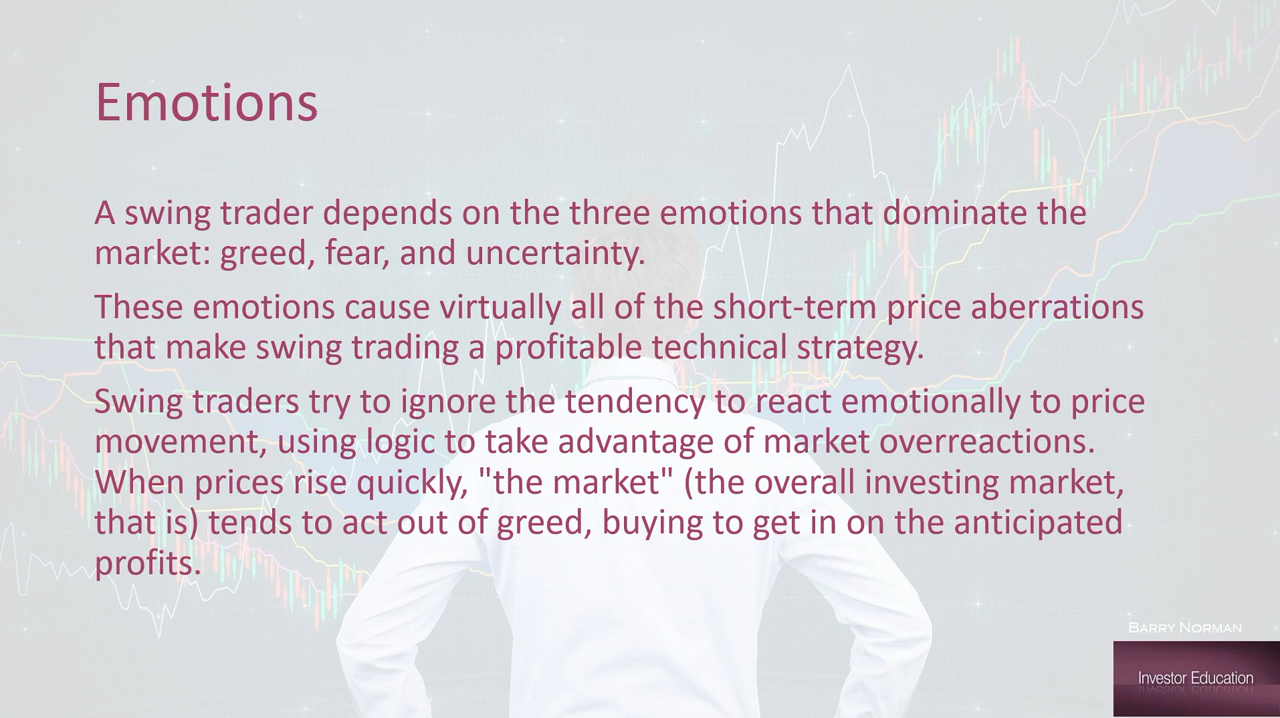 Emotions
A swing trader depends on the three emotions that dominate the
market: greed, fear, and uncertainty.
These emotions cause virtually all of the short-term price aberrations
that make swing trading a profitable technical strategy.
Swing traders try to ignore the tendency to react emotionally to price
movement, using logic to take advantage of market overreactions.
When prices rise quickly, "the market" (the overall investing market,
that is) tends to act out of greed, buying to get in on the anticipated
profits.
Barry Norman
Investor Education